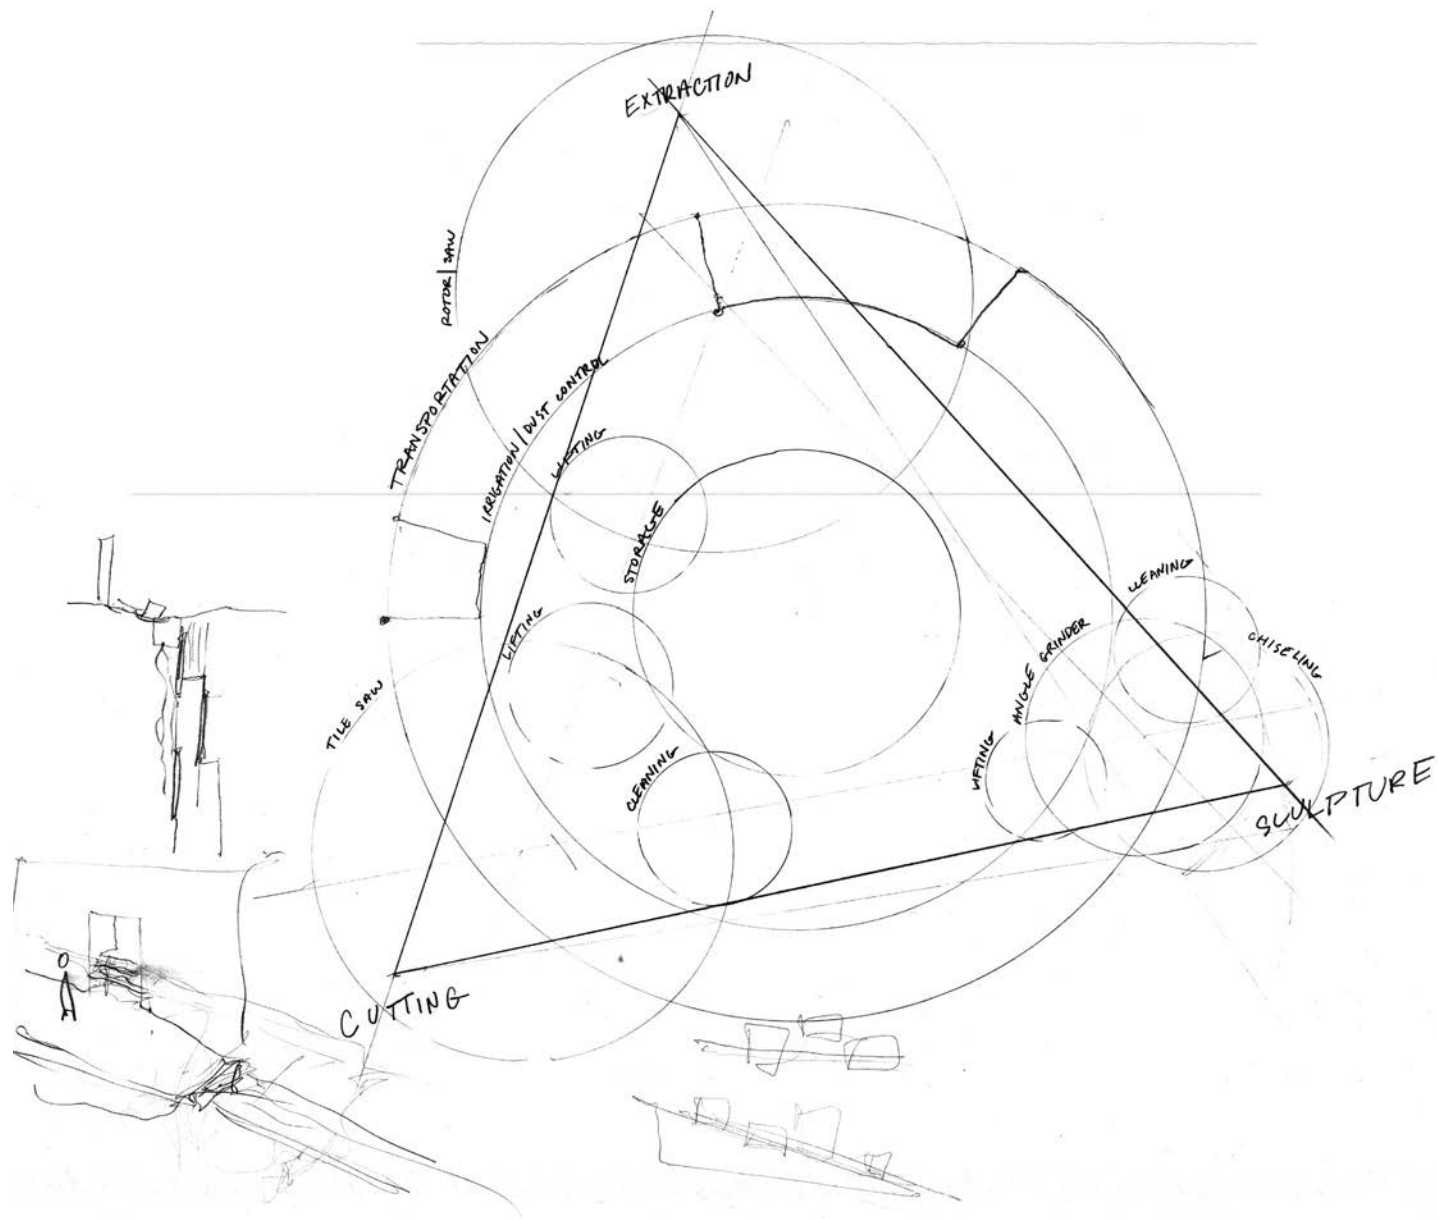 EXTRACTION
ROTOR/SAW
TRANSPORTATION
IRRIGATION/DUST CONTROL
LIFTING
STORAGE
LIFTING
TILE SAW
CLEANING
CLEANING
CHISELING
ANGLE GRINDER
LIFTING
SCULPTURE
CUTTING